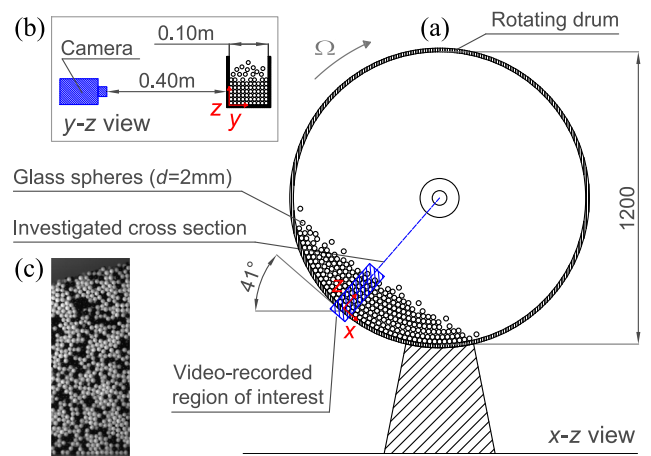 (b)
Camera
0.10m
0.40m
z
y
y-z view
(a)
Rotating drum
Ω
Glass spheres (d=2mm)
Investigated cross section
1200
(c)
41°
z
x
Video-recorded
region of interest
x-z view